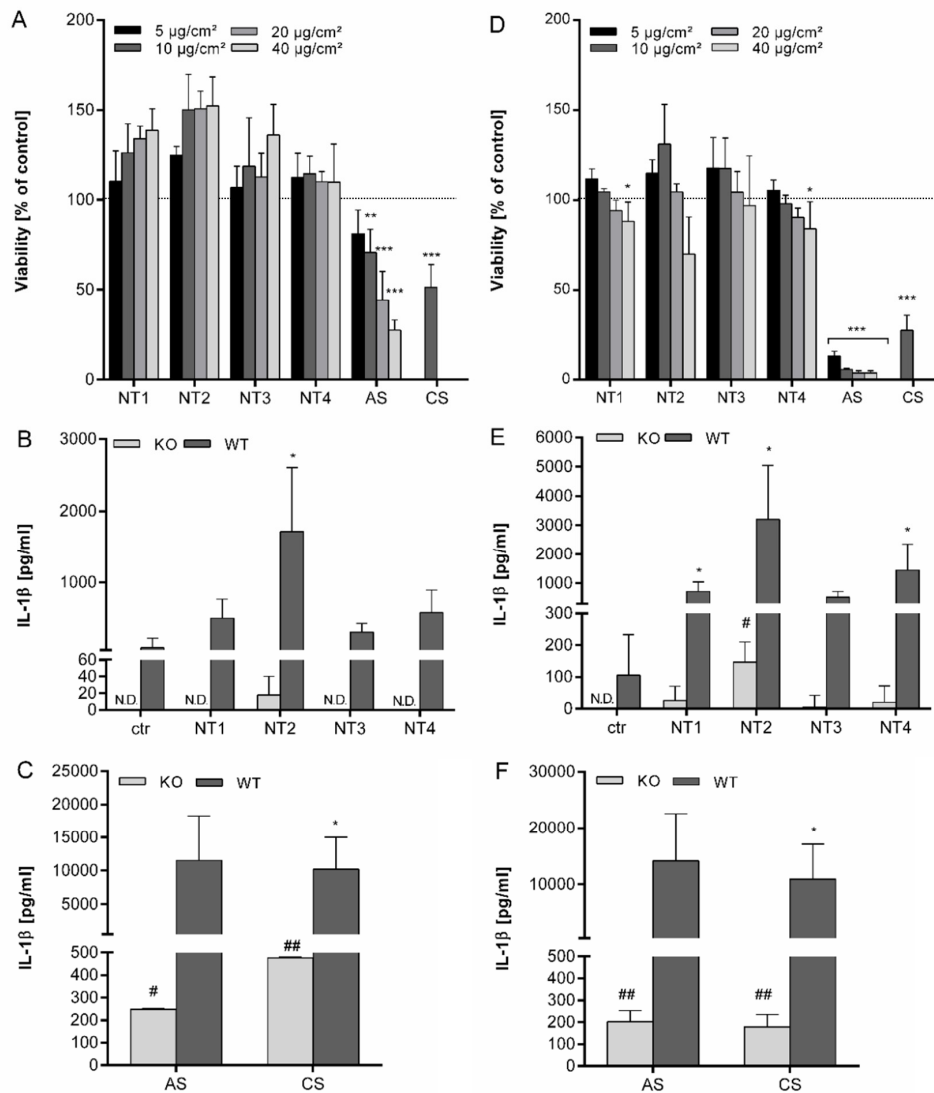 A
200
150
100
50
0
Viability [% of control]
5 µg/cm² 20 µg/cm²
10 µg/cm² 40 µg/cm²
** *** *** ***
NT1 NT2 NT3 NT4 AS CS
D
200
150
100
50
0
Viability [% of control]
5 µg/cm² 20 µg/cm²
10 µg/cm² 40 µg/cm²
* * *** ***
NT1 NT2 NT3 NT4 AS CS
B
KO WT
3000
2000
1000
60
40
20
0
IL-1β [pg/ml]
*
N.D. N.D. N.D. N.D.
ctr NT1 NT2 NT3 NT4
E
KO WT
6000
5000
4000
3000
2000
1000
300
200
100
0
IL-1β [pg/ml]
* # * *
N.D.
ctr NT1 NT2 NT3 NT4
C
KO WT
25000
20000
15000
10000
5000
500
400
300
200
100
0
IL-1β [pg/ml]
# ## *
AS CS
F
KO WT
30000
20000
10000
500
400
300
200
100
0
IL-1β [pg/ml]
## ## *
AS CS